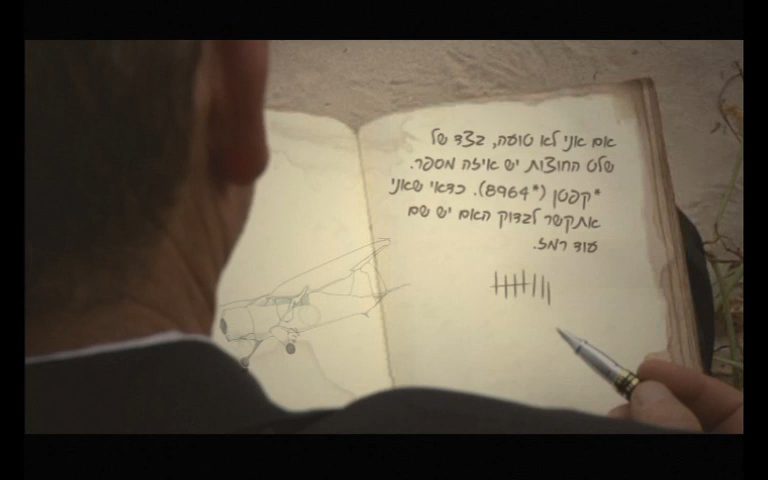 אם אני לא טועה, בצד של
שלט החוצות יש איזה מספר.
*קפטן (*8964). כדאי שאני
אתקשר לבדוק האם יש שם
עוד רמז.